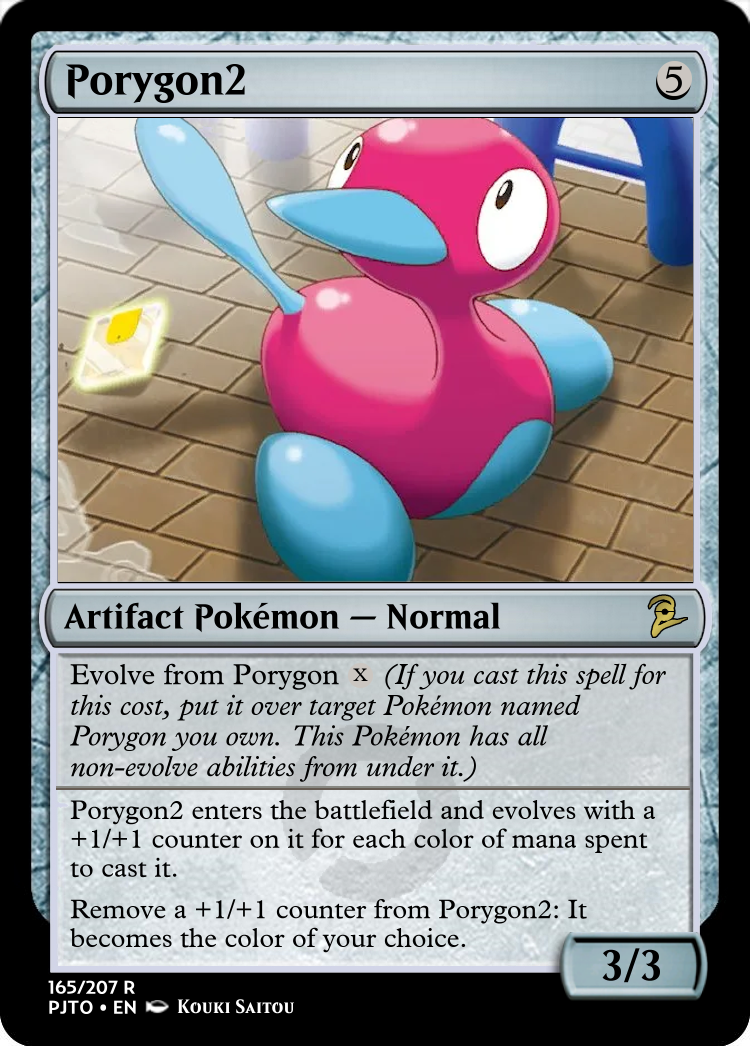 Porygon2 5
Artifact Pokémon — Normal
Evolve from Porygon X (If you cast this spell for
this cost, put it over target Pokémon named
Porygon you own. This Pokémon has all
non-evolve abilities from under it.)
Porygon2 enters the battlefield and evolves with a
+1/+1 counter on it for each color of mana spent
to cast it.
Remove a +1/+1 counter from Porygon2: It
becomes the color of your choice.
3/3
165/207 R
PJTO • EN Kouki Saitou